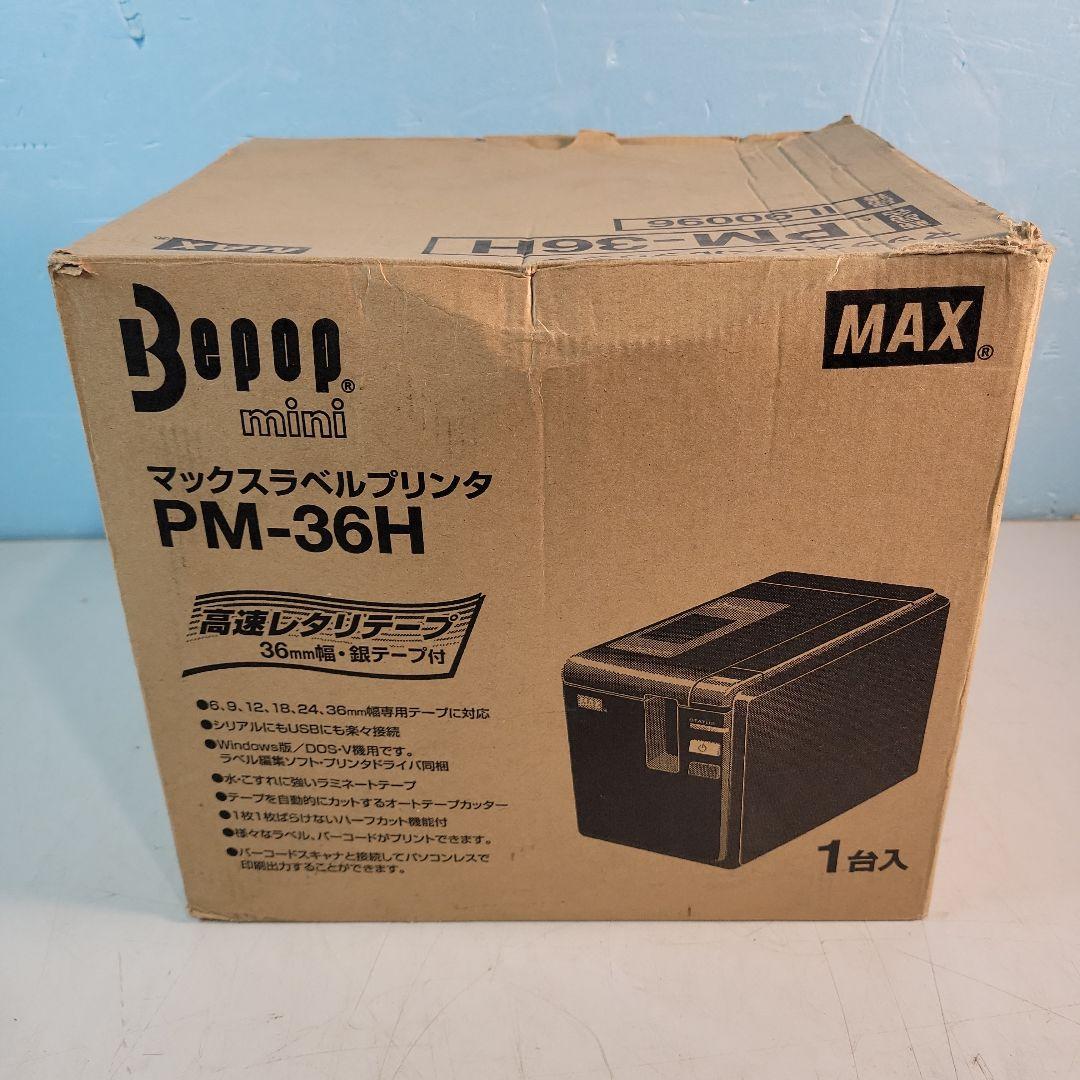 IL90096
PM-36H
MAX
Bepop®
mini
MAX®
マックスラベルプリンタ
PM-36H
高速レタリテープ
36mm幅・銀テープ付
●6、9、12、18、24、36mm幅専用テープに対応
●シリアルにもUSBにも楽々接続
●Windows版／DOS-V機用です。
ラベル編集ソフト・プリンタドライバ同梱
●水・こすれに強いラミネートテープ
●テープを自動的にカットするオートテープカッター
●1枚1枚ばらけないハーフカット機能付
●様々なラベル、バーコードがプリントできます。
●バーコードスキャナと接続してパソコンレスで
印刷出力することができます。
MAX
STATUS
1台入